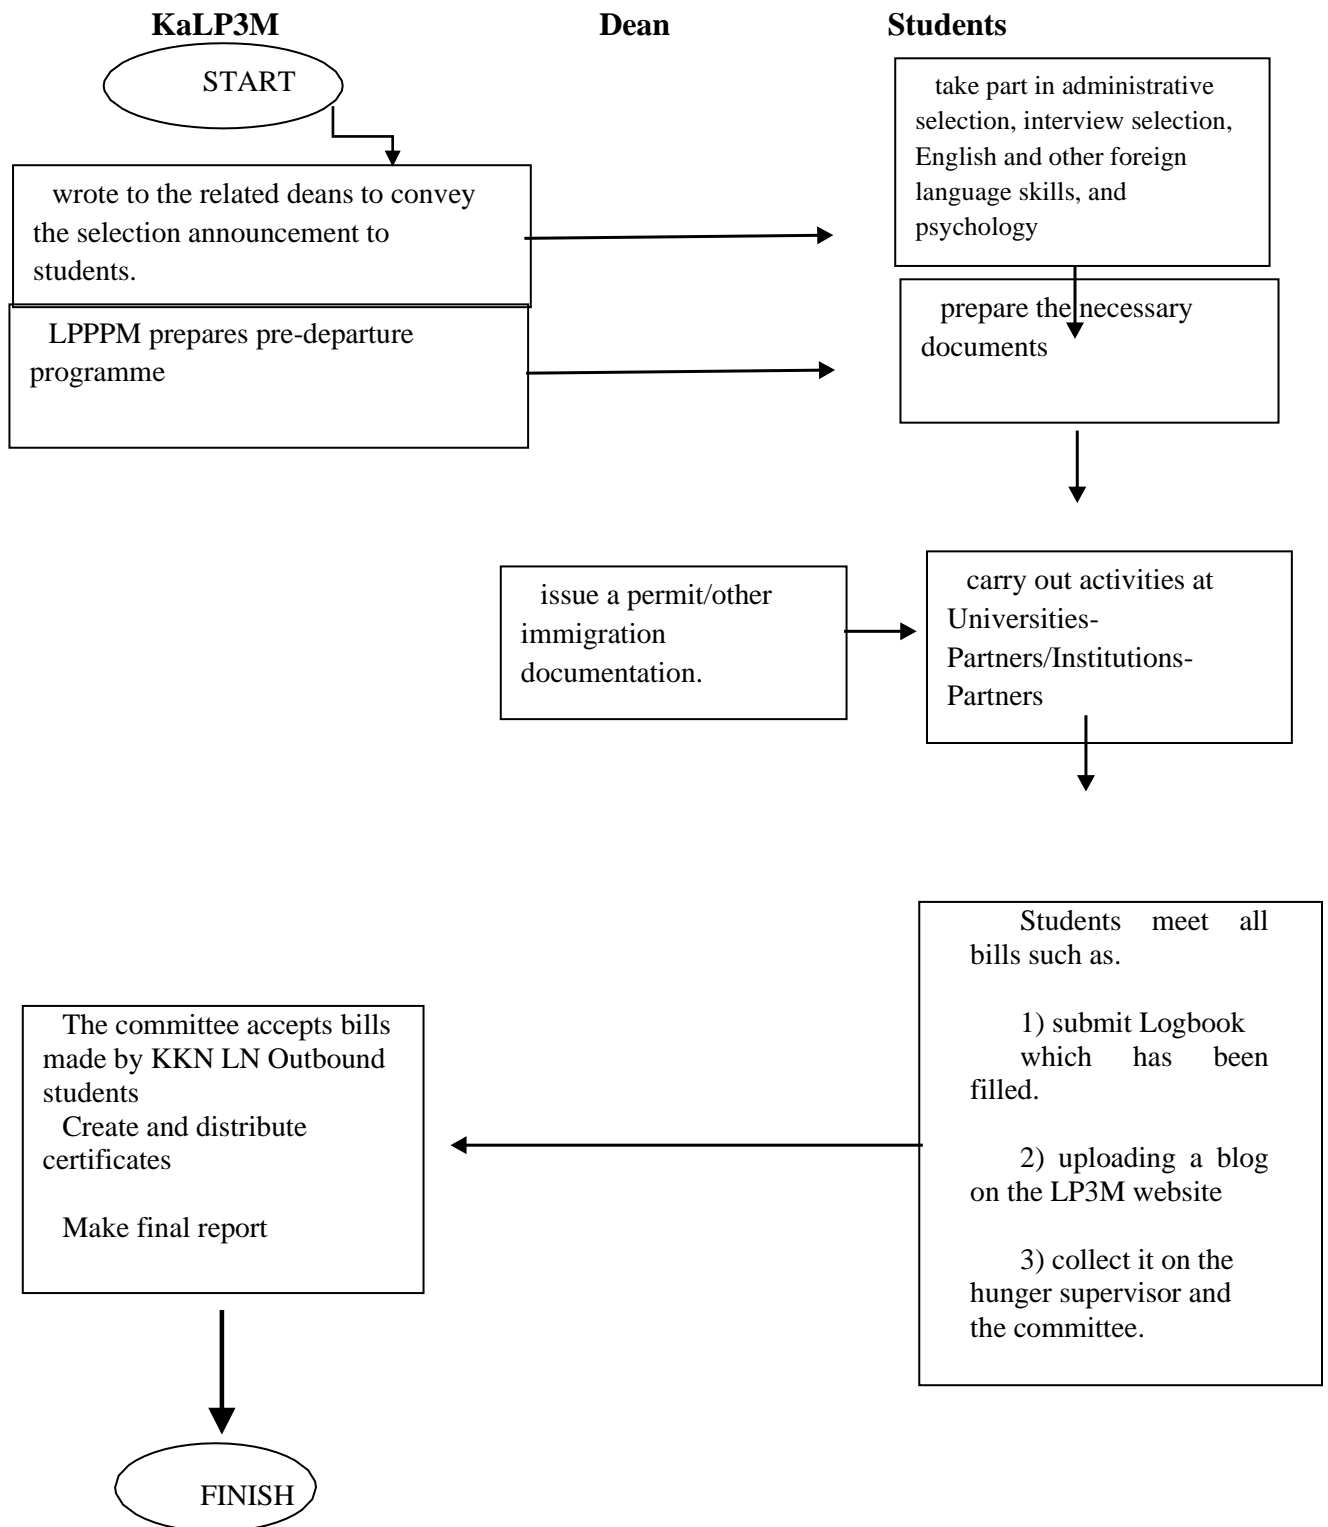 KaLP3M
Dean
Students
START
wrote to the related deans to convey
the selection announcement to
students.
take part in administrative
selection, interview selection,
English and other foreign
language skills, and
psychology
LPPPM prepares pre-departure
programme
prepare the necessary
documents
issue a permit/other
immigration
documentation.
carry out activities at
Universities-
Partners/Institutions-
Partners
Students meet all
bills such as.
1) submit Logbook
which has been
filled.
2) uploading a blog
on the LP3M website
3) collect it on the
hunger supervisor and
the committee.
The committee accepts bills
made by KKN LN Outbound
students
Create and distribute
certificates
Make final report
FINISH